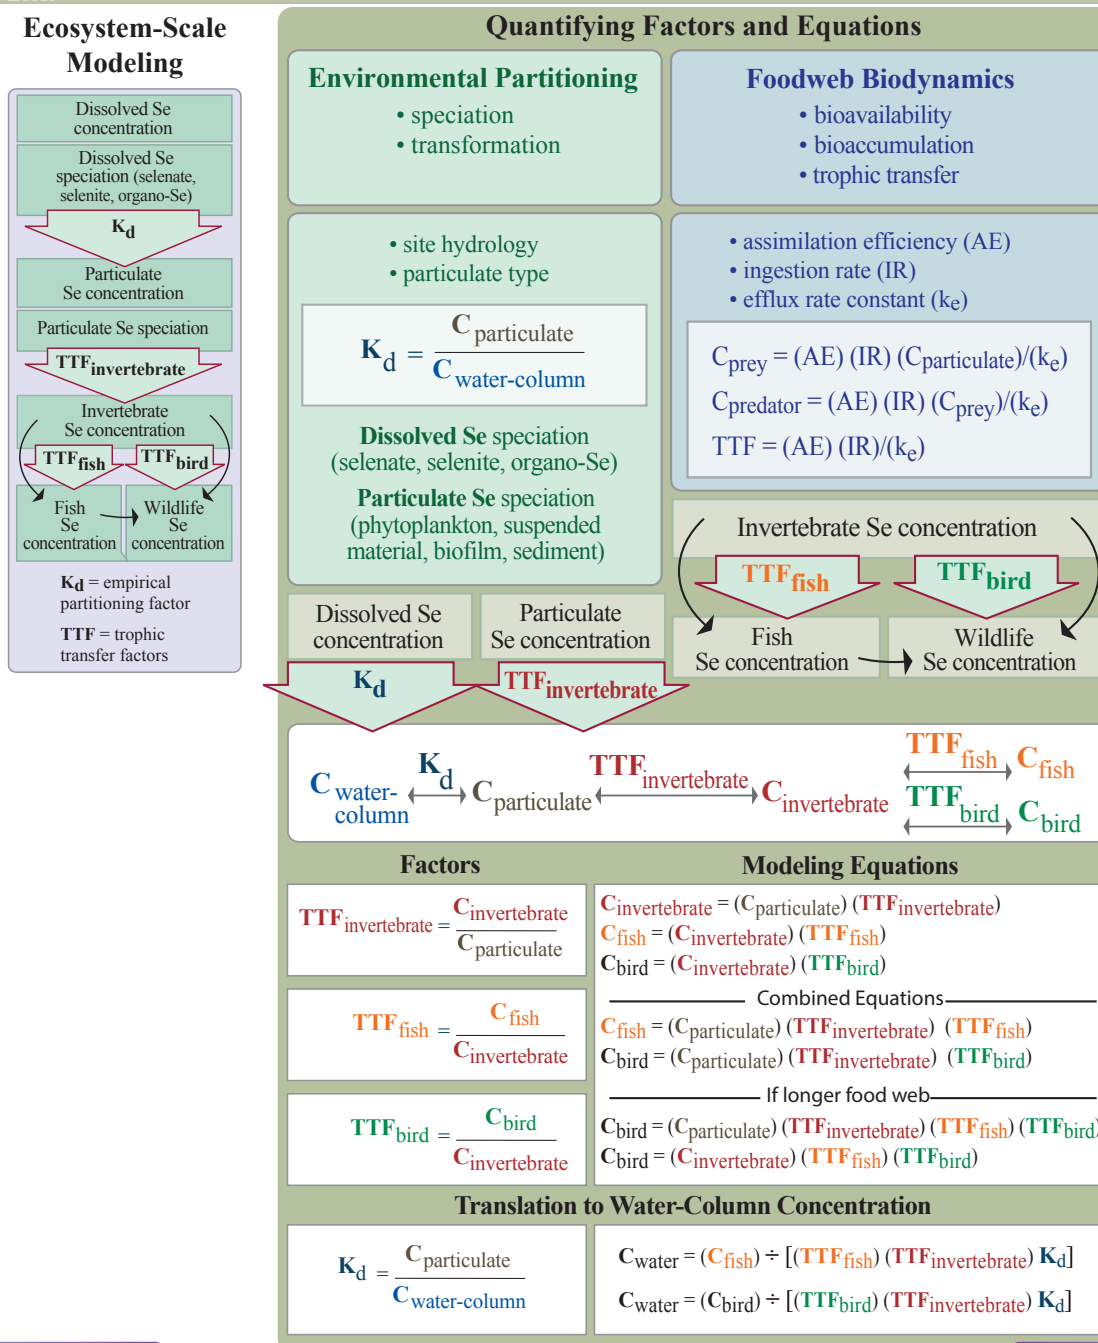 Ecosystem-Scale
Modeling
Dissolved Se
concentration
Dissolved Se
speciation (selenate,
selenite, organo-Se)
Kd
Particulate
Se concentration
Particulate Se speciation
TTFinvertebrate
Invertebrate
Se concentration
TTFfish TTFbird
Fish
Se
concentration
Wildlife
Se
concentration
Kd = empirical
partitioning factor
TTF = trophic
transfer factors
Quantifying Factors and Equations
Environmental Partitioning
• speciation
• transformation
Foodweb Biodynamics
• bioavailability
• bioaccumulation
• trophic transfer
• site hydrology
• particulate type
Kd = Cparticulate
Cwater-column
Dissolved Se speciation
(selenate, selenite, organo-Se)
Particulate Se speciation
(phytoplankton, suspended
material, biofilm, sediment)
• assimilation efficiency (AE)
• ingestion rate (IR)
• efflux rate constant (ke)
Cprey = (AE) (IR) (Cparticulate)/(ke)
Cpredator = (AE) (IR) (Cprey)/(ke)
TTF = (AE) (IR)/(ke)
Invertebrate Se concentration
TTFfish TTFbird
Fish
Se concentration
Wildlife
Se concentration
Dissolved Se
concentration
Particulate
Se concentration
Kd
TTFinvertebrate
Cwater-
column
Kd
Cparticulate
TTFinvertebrate
Cinvertebrate
TTFfish
Cfish
TTFbird
Cbird
Factors
TTFinvertebrate = Cinvertebrate
Cparticulate
TTFfish = Cfish
Cinvertebrate
TTFbird = Cbird
Cinvertebrate
Modeling Equations
Cinvertebrate = (Cparticulate) (TTFinvertebrate)
Cfish = (Cinvertebrate) (TTFfish)
Cbird = (Cinvertebrate) (TTFbird)
Combined Equations
Cfish = (Cparticulate) (TTFinvertebrate) (TTFfish)
Cbird = (Cparticulate) (TTFinvertebrate) (TTFbird)
If longer food web
Cbird = (Cparticulate) (TTFinvertebrate) (TTFfish) (TTFbird)
Cbird = (Cinvertebrate) (TTFfish) (TTFbird)
Translation to Water-Column Concentration
Kd = Cparticulate
Cwater-column
Cwater = (Cfish) ÷ [(TTFfish) (TTFinvertebrate) Kd]
Cwater = (Cbird) ÷ [(TTFbird) (TTFinvertebrate) Kd]